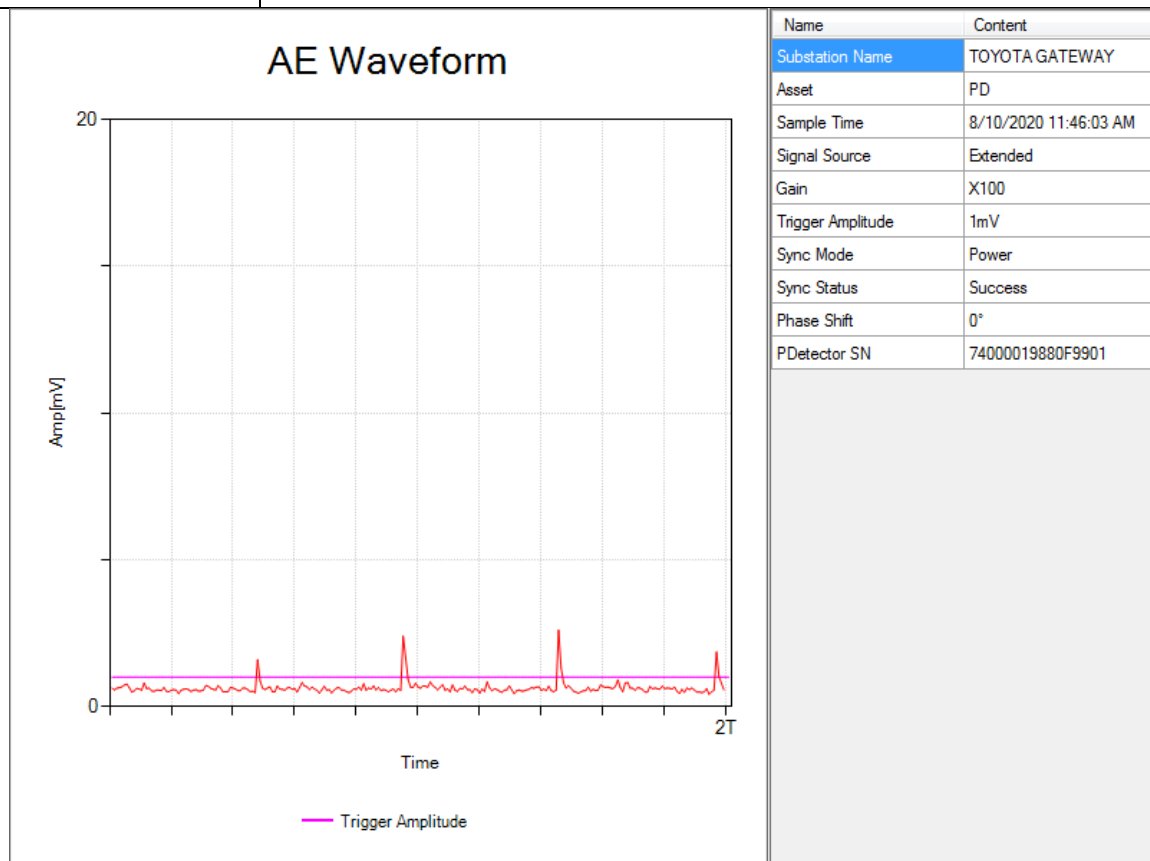 AE Waveform
20
Amp[mV]
0
2T
Time
Trigger Amplitude
Name Content
Substation Name TOYOTA GATEWAY
Asset PD
Sample Time 8/10/2020 11:46:03 AM
Signal Source Extended
Gain X100
Trigger Amplitude 1mV
Sync Mode Power
Sync Status Success
Phase Shift 0°
PDetector SN 74000019880F9901